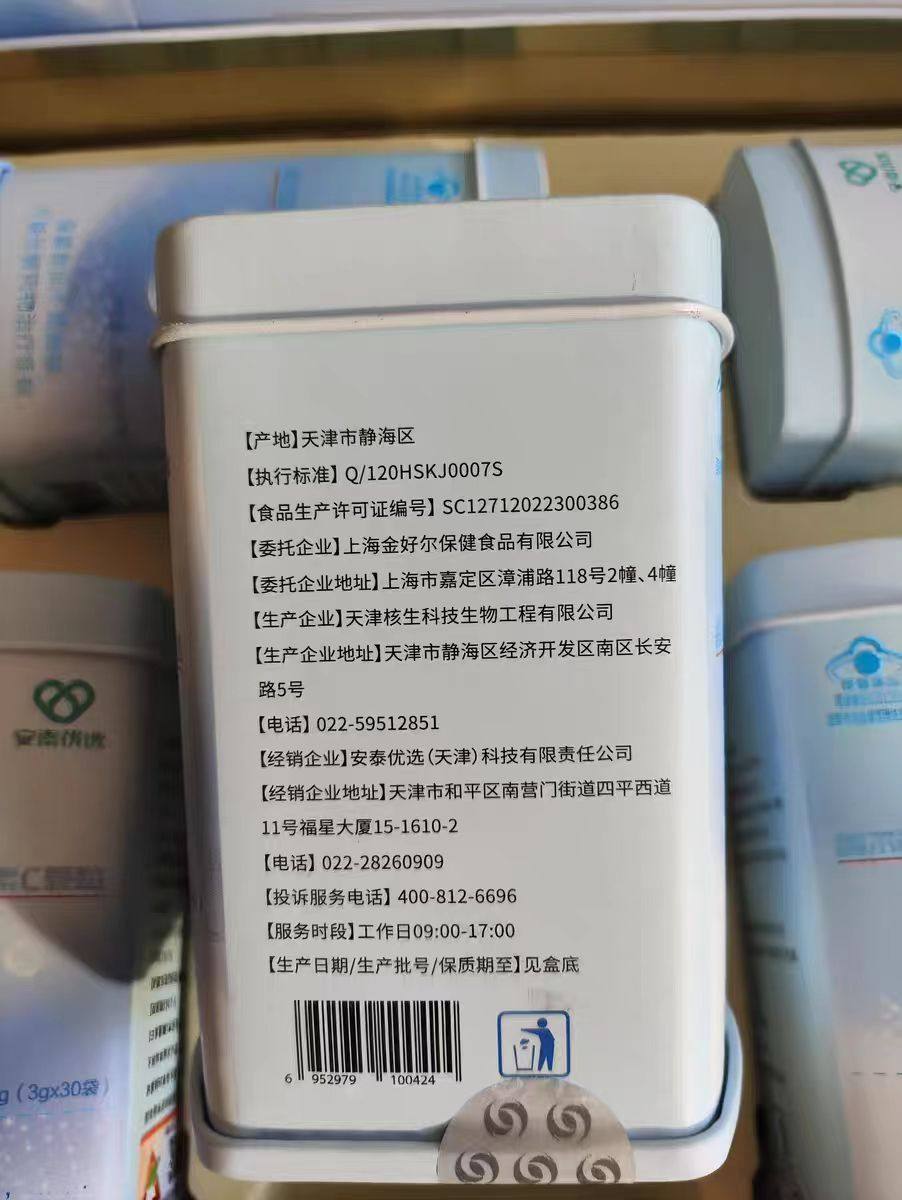 【产地】天津市静海区
【执行标准】Q/120HSKJ0007S
【食品生产许可证编号】SC12712022300386
【委托企业】上海金好尔保健食品有限公司
【委托企业地址】上海市嘉定区漳浦路118号2幢、4幢
【生产企业】天津核生科技生物工程有限公司
【生产企业地址】天津市静海区经济开发区南区长安
路5号
【电话】022-59512851
【经销企业】安泰优选(天津)科技有限责任公司
【经销企业地址】天津市和平区南营门街道四平西道
11号福星大厦15-1610-2
【电话】022-28260909
【投诉服务电话】400-812-6696
【服务时段】工作日09:00-17:00
【生产日期/生产批号/保质期至】见盒底
6 952979 100424
g(3gx30袋)